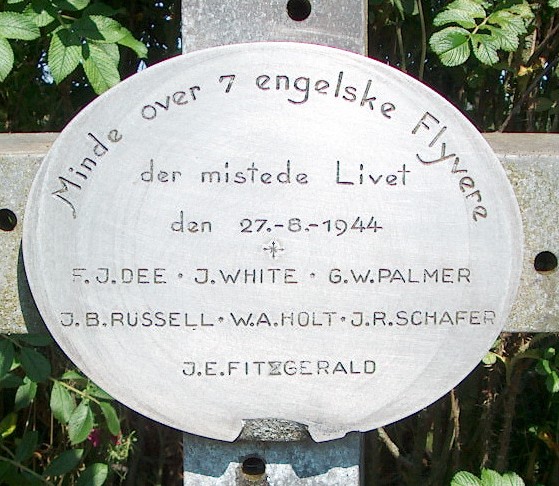 Minde over 7 engelske Flyvere
der mistede Livet
den 27.-8.-1944
F.J.DEE · J.WHITE · G.W.PALMER
J.B.RUSSELL · W.A.HOLT · J.R.SCHAFER
J.E.FITZGERALD